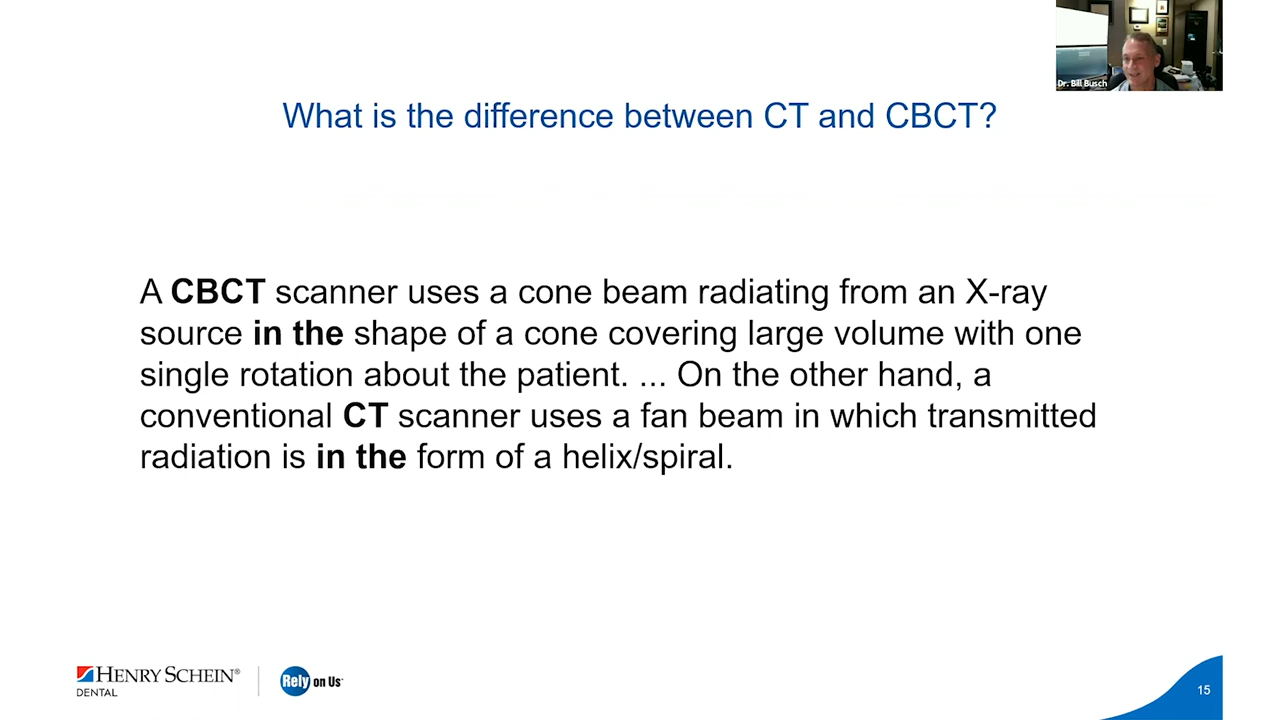 Dr. Bill Busch
What is the difference between CT and CBCT?
A CBCT scanner uses a cone beam radiating from an X-ray
source in the shape of a cone covering large volume with one
single rotation about the patient. ... On the other hand, a
conventional CT scanner uses a fan beam in which transmitted
radiation is in the form of a helix/spiral.
HENRY SCHEIN®
DENTAL
Rely on Us™
15